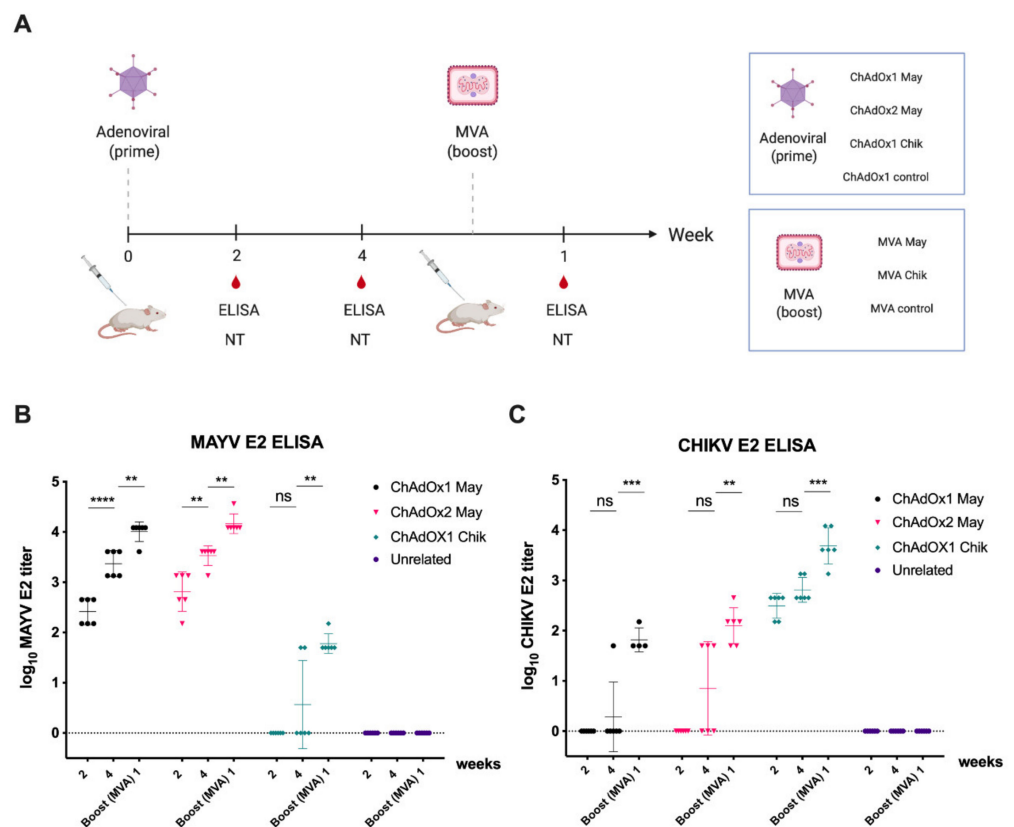 A
Adenoviral
(prime)
MVA
(boost)
0
2
4
1
Week
ELISA
NT
ELISA
NT
ELISA
NT
Adenoviral
(prime)
ChAdOx1 May
ChAdOx2 May
ChAdOx1 Chik
ChAdOx1 control
MVA
(boost)
MVA May
MVA Chik
MVA control
B
MAYV E2 ELISA
log10 MAYV E2 titer
5
4
3
2
1
0
****
**
**
**
ns
**
ChAdOx1 May
ChAdOx2 May
ChAdOX1 Chik
Unrelated
2
4
Boost (MVA) 1
2
4
Boost (MVA) 1
2
4
Boost (MVA) 1
2
4
Boost (MVA) 1
weeks
C
CHIKV E2 ELISA
log10 CHIKV E2 titer
5
4
3
2
1
0
ns
***
ns
**
ns
***
ChAdOx1 May
ChAdOx2 May
ChAdOX1 Chik
Unrelated
2
4
Boost (MVA) 1
2
4
Boost (MVA) 1
2
4
Boost (MVA) 1
2
4
Boost (MVA) 1
weeks